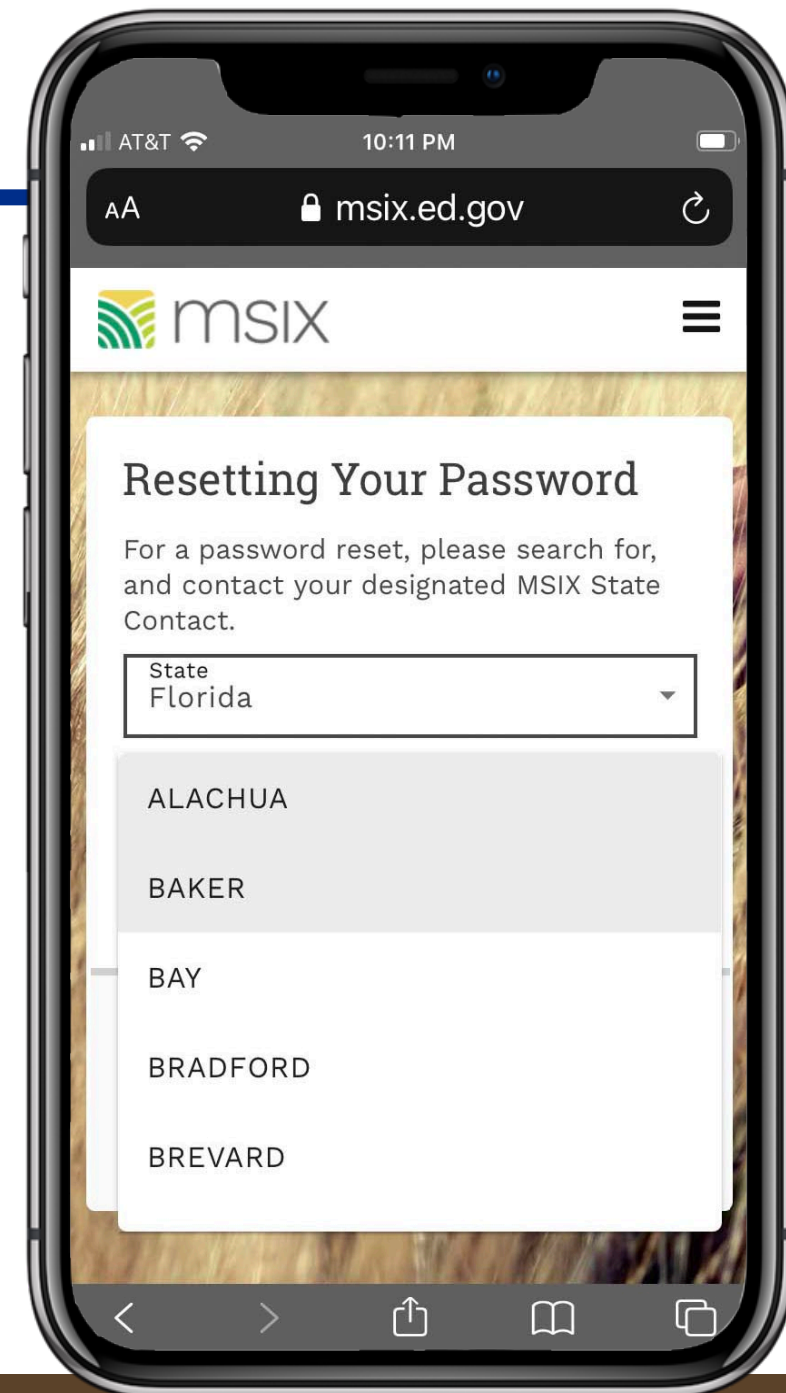 AT&T
10:11 PM
AA
msix.ed.gov
msix
Resetting Your Password
For a password reset, please search for,
and contact your designated MSIX State
Contact.
State
Florida
ALACHUA
BAKER
BAY
BRADFORD
BREVARD